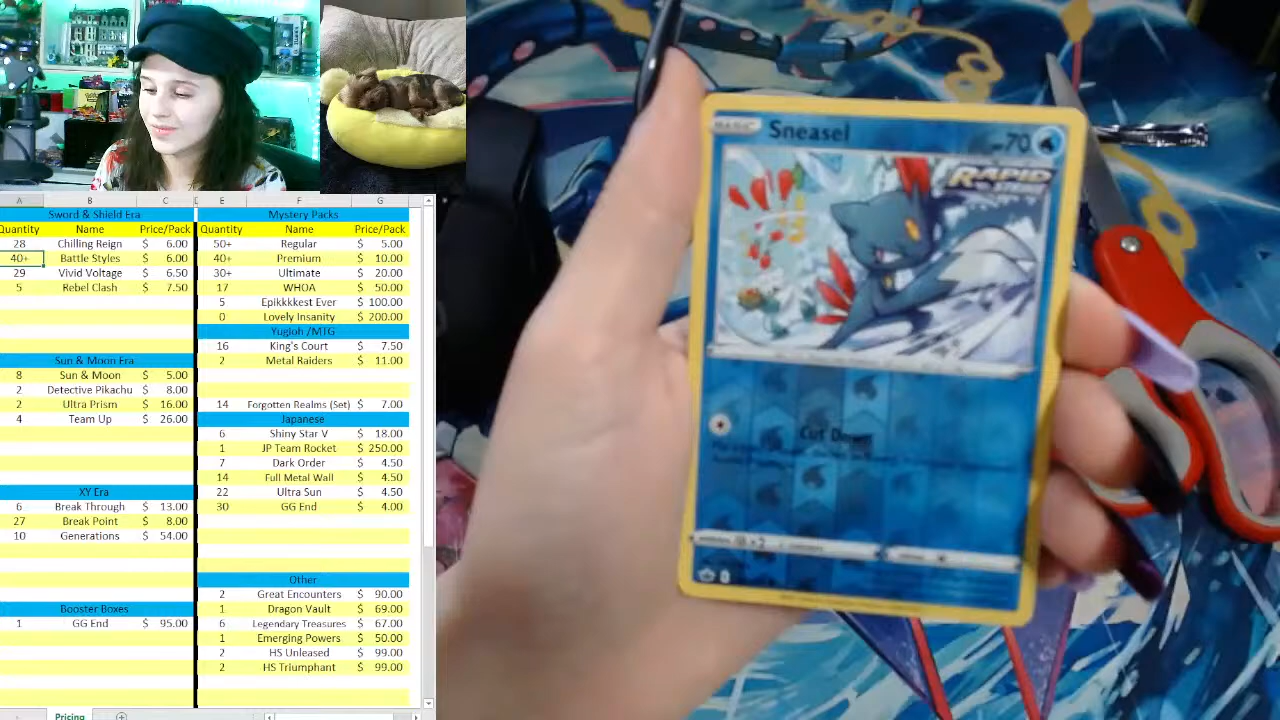 A B C E F G
Sword & Shield Era
Quantity Name Price/Pack
28 Chilling Reign $ 6.00
40+ Battle Styles $ 6.00
29 Vivid Voltage $ 6.50
5 Rebel Clash $ 7.50
Sun & Moon Era
8 Sun & Moon $ 5.00
2 Detective Pikachu $ 8.00
2 Ultra Prism $ 16.00
4 Team Up $ 26.00
XY Era
6 Break Through $ 13.00
27 Break Point $ 8.00
10 Generations $ 54.00
Booster Boxes
1 GG End $ 95.00
Mystery Packs
Quantity Name Price/Pack
50+ Regular $ 5.00
40+ Premium $ 10.00
30+ Ultimate $ 20.00
17 WHOA $ 50.00
5 Epikkkkest Ever $ 100.00
0 Lovely Insanity $ 200.00
Yugioh /MTG
16 King's Court $ 7.50
2 Metal Raiders $ 11.00
14 Forgotten Realms (Set) $ 7.00
Japanese
6 Shiny Star V $ 18.00
1 JP Team Rocket $ 250.00
7 Dark Order $ 4.50
14 Full Metal Wall $ 4.50
22 Ultra Sun $ 4.50
30 GG End $ 4.00
Other
2 Great Encounters $ 90.00
1 Dragon Vault $ 69.00
6 Legendary Treasures $ 67.00
1 Emerging Powers $ 50.00
2 HS Unleased $ 99.00
2 HS Triumphant $ 99.00
Pricing
BASIC Sneasel 70
RAPID
STRIKE
Cut Down